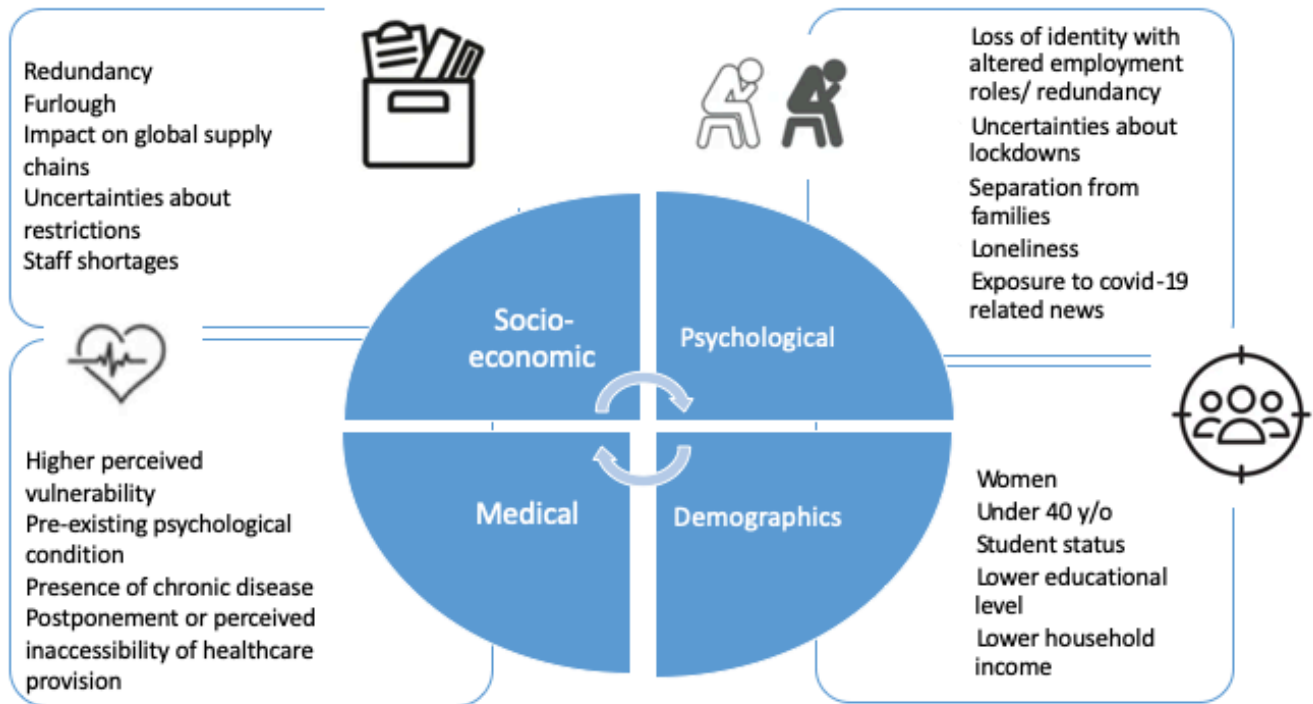 Redundancy
Furlough
Impact on global supply
chains
Uncertainties about
restrictions
Staff shortages
Loss of identity with
altered employment
roles/ redundancy
Uncertainties about
lockdowns
Separation from
families
Loneliness
Exposure to covid-19
related news
Socio-
economic
Psychological
Medical
Demographics
Higher perceived
vulnerability
Pre-existing psychological
condition
Presence of chronic disease
Postponement or perceived
inaccessibility of healthcare
provision
Women
Under 40 y/o
Student status
Lower educational
level
Lower household
income